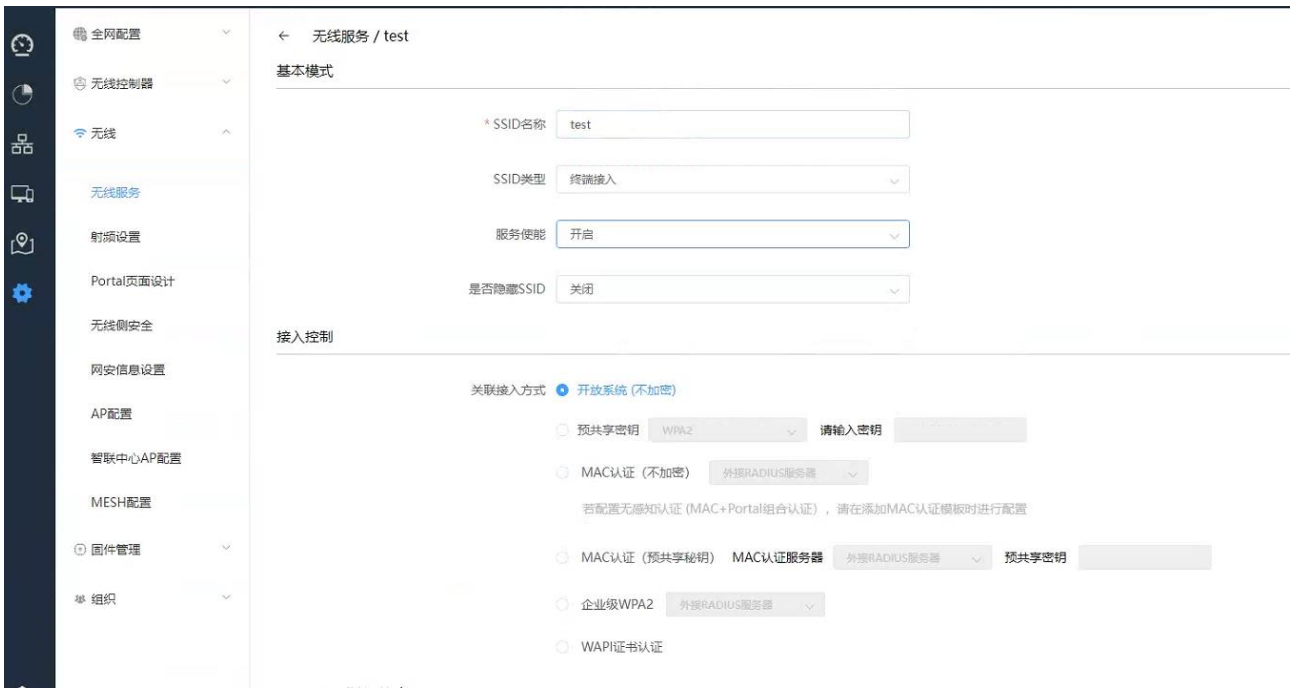 全网配置
无线控制器
无线
无线服务
射频设置
Portal页面设计
无线侧安全
网安信息设置
AP配置
智联中心AP配置
MESH配置
固件管理
组织
← 无线服务 / test
基本模式
* SSID名称 test
SSID类型 终端接入
服务使能 开启
是否隐藏SSID 关闭
接入控制
关联接入方式 开放系统 (不加密)
预共享密钥 WPA2 请输入密钥
MAC认证（不加密） 外接RADIUS服务器
若配置无感知认证 (MAC+Portal组合认证) ，请在添加MAC认证模板时进行配置
MAC认证（预共享秘钥） MAC认证服务器 外接RADIUS服务器 预共享密钥
企业级WPA2 外接RADIUS服务器
WAPI证书认证